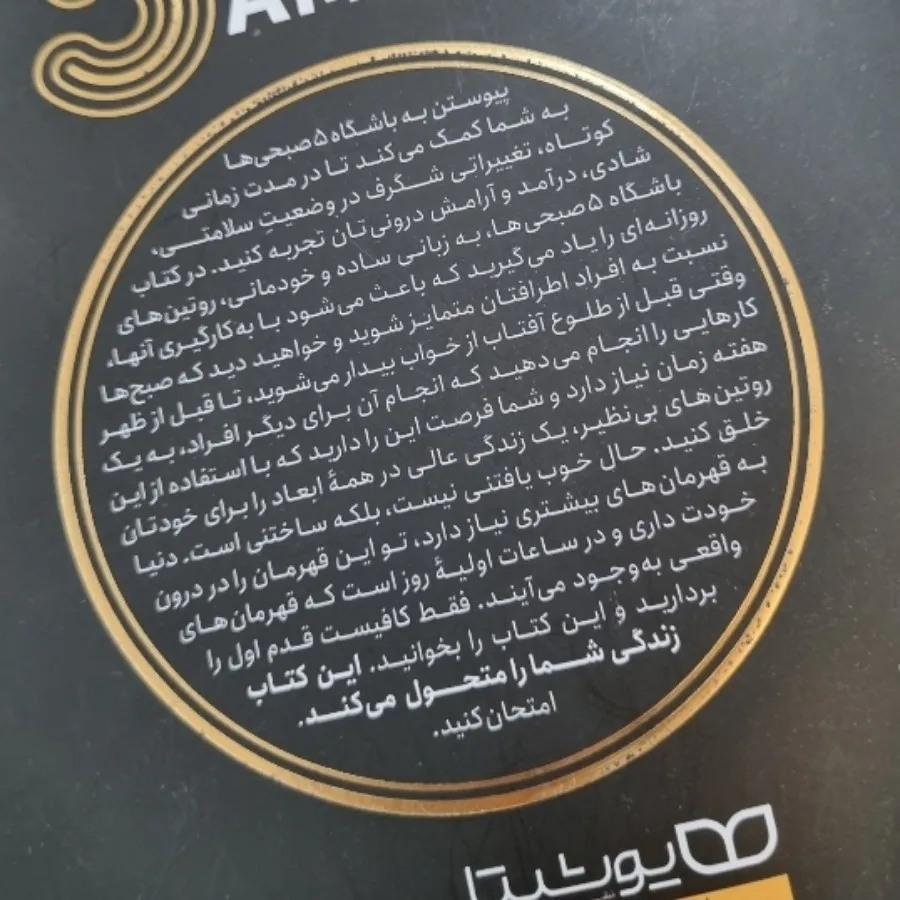 5
AM
پیوستن به باشگاه ۵ صبحی‌ها
به شما کمک می‌کند تا در مدت زمانی
کوتاه، تغییراتی شگرف در وضعیتِ سلامتی،
شادی، درآمد و آرامش درونی‌تان تجربه کنید. در کتاب
باشگاه ۵ صبحی‌ها، به زبانی ساده و خودمانی، روتین‌های
روزانه‌ای را یاد می‌گیرید که باعث می‌شود با به‌کارگیری آنها،
نسبت به افراد اطرافتان متمایز شوید و خواهید دید که صبح‌ها
وقتی قبل از طلوع آفتاب از خواب بیدار می‌شوید، تا قبل از ظهر
کارهایی را انجام می‌دهید که انجام آن برای دیگر افراد، به یک
هفته زمان نیاز دارد و شما فرصت این را دارید که با استفاده از این
روتین‌های بی‌نظیر، یک زندگی عالی در همهٔ ابعاد را برای خودتان
خلق کنید. حال خوب یافتنی نیست، بلکه ساختنی است. دنیا
به قهرمان‌های بیشتری نیاز دارد، تو این قهرمان را در درون
خودت داری و در ساعات اولیهٔ روز است که قهرمان‌های
واقعی به‌وجود می‌آیند. فقط کافیست قدم اول را
بردارید و این کتاب را بخوانید. این کتاب
زندگی شما را متحول می‌کند.
امتحان کنید.
یوشیتا